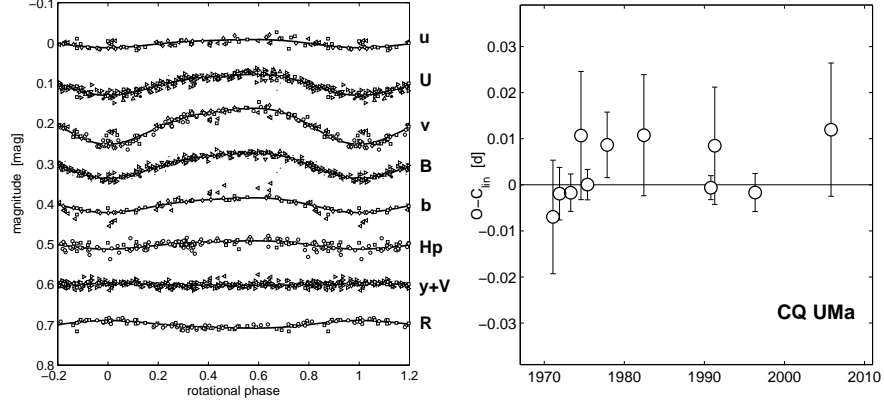 −0.1
0
0.1
0.2
0.3
0.4
0.5
0.6
0.7
0.8
magnitude [mag]
u
U
v
B
b
Hp
y+V
R
−0.2
0
0.2
0.4
0.6
0.8
1
1.2
rotational phase
0.03
0.02
0.01
0
−0.01
−0.02
−0.03
O−C lin [d]
CQ UMa
1970
1980
1990
2000
2010